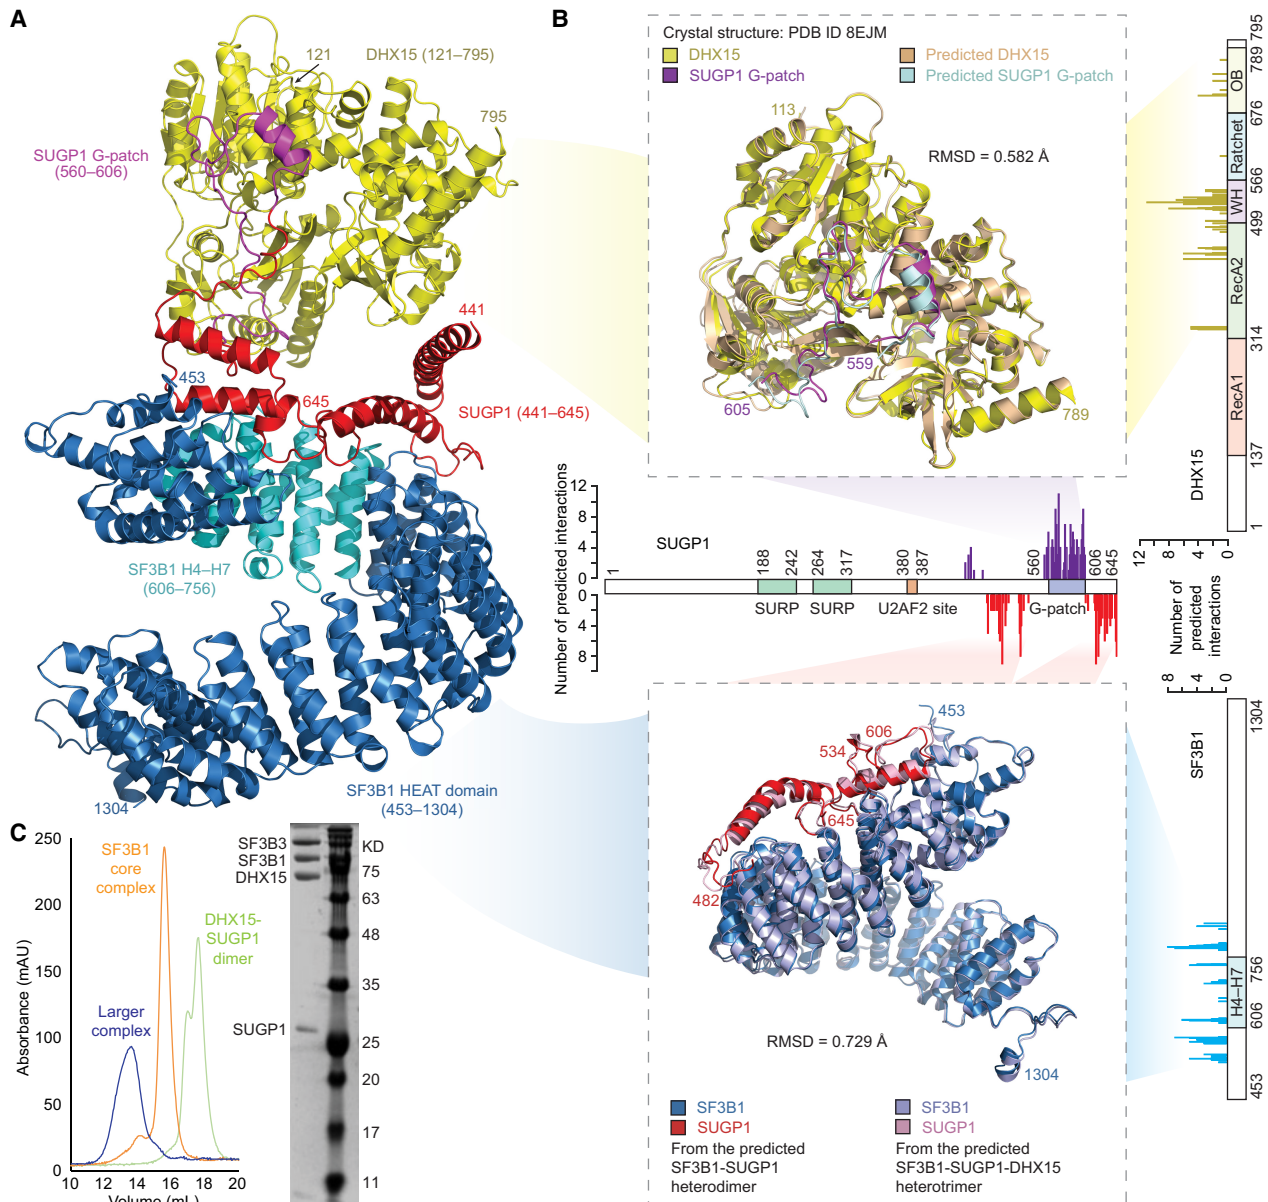 A
121
DHX15 (121–795)
795
SUGP1 G-patch
(560–606)
441
453
645
SUGP1 (441–645)
SF3B1 H4–H7
(606–756)
SF3B1 HEAT domain
(453–1304)
1304
B
Crystal structure: PDB ID 8EJM
DHX15
Predicted DHX15
SUGP1 G-patch
Predicted SUGP1 G-patch
113
RMSD = 0.582 Å
559
605
789
795
789
676
566
499
314
137
1
OB
Ratchet
WH
RecA2
RecA1
DHX15
12 8 4 0
Number of
predicted
interactions
8 4 0
Number of predicted interactions
12
8
4
0
0
4
8
SUGP1
1
188
242
264
317
380
387
560
606
645
SURP
SURP
U2AF2 site
G-patch
453
606
534
645
482
RMSD = 0.729 Å
1304
SF3B1
SUGP1
From the predicted
SF3B1-SUGP1
heterodimer
SF3B1
SUGP1
From the predicted
SF3B1-SUGP1-DHX15
heterotrimer
1304
SF3B1
756
H4–H7
606
453
C
Absorbance (mAU)
250
200
150
100
50
0
10 12 14 16 18 20
Volume (mL)
SF3B1
core
complex
DHX15-
SUGP1
dimer
Larger
complex
SF3B3
SF3B1
DHX15
SUGP1
KD
75
63
48
35
25
20
17
11